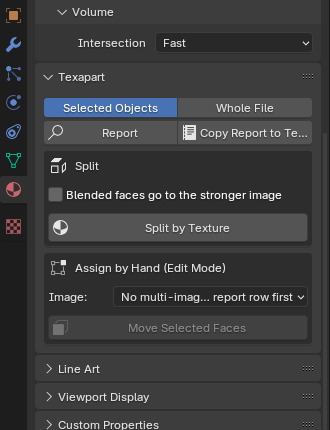 Volume
Intersection Fast
Texapart
Selected Objects Whole File
Report Copy Report to Te...
Split
Blended faces go to the stronger image
Split by Texture
Assign by Hand (Edit Mode)
Image: No multi-imag... report row first
Move Selected Faces
Line Art
Viewport Display
Custom Properties